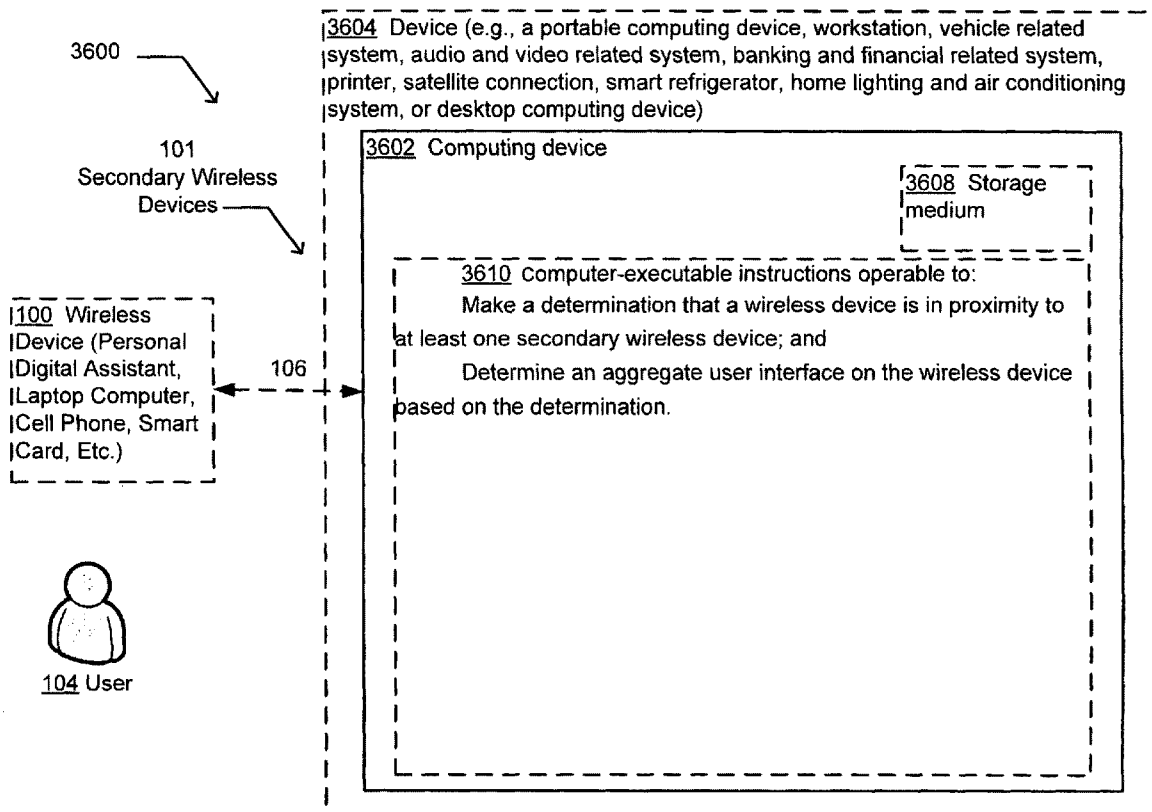 3604 Device (e.g., a portable computing device, workstation, vehicle related
system, audio and video related system, banking and financial related system,
printer, satellite connection, smart refrigerator, home lighting and air conditioning
system, or desktop computing device)
3600
3602 Computing device
101
Secondary Wireless
Devices
3608 Storage
medium
3610 Computer-executable instructions operable to:
Make a determination that a wireless device is in proximity to
at least one secondary wireless device; and
Determine an aggregate user interface on the wireless device
based on the determination.
100 Wireless
Device (Personal
Digital Assistant,
Laptop Computer,
Cell Phone, Smart
Card, Etc.)
106
104 User